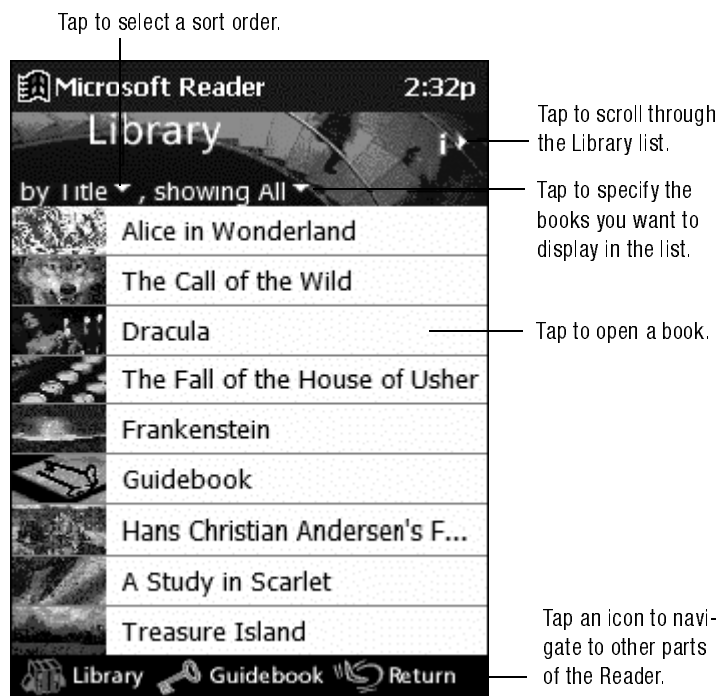 Tap to select a sort order.
Microsoft Reader 2:32p
Library
Tap to scroll through
the Library list.
by Title , showing All
Tap to specify the
books you want to
display in the list.
Alice in Wonderland
The Call of the Wild
Dracula
Tap to open a book.
The Fall of the House of Usher
Frankenstein
Guidebook
Hans Christian Andersen's F...
A Study in Scarlet
Treasure Island
Tap an icon to navi-
gate to other parts
of the Reader.
Library Guidebook Return